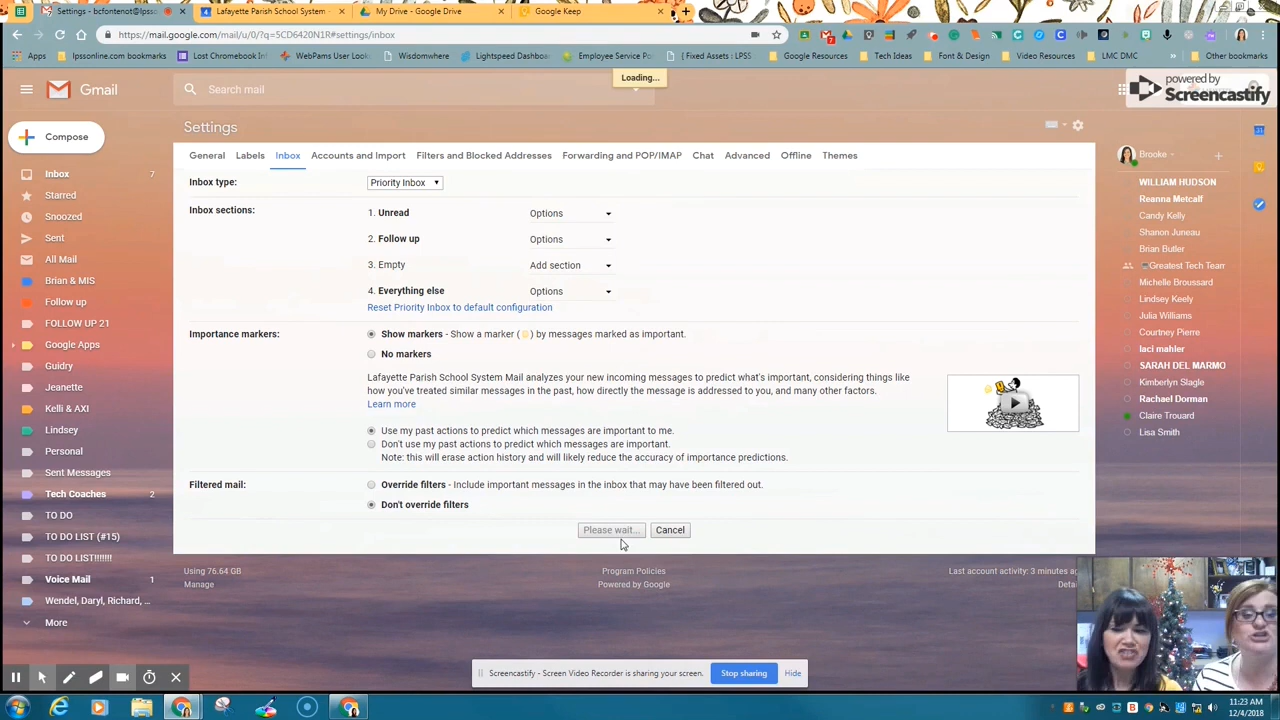 Settings - bcfontenot@lpsso
Lafayette Parish School System -
My Drive - Google Drive
Google Keep
https://mail.google.com/mail/u/0/?q=5CD6420N1R#settings/inbox
Apps
lpssonline.com bookmarks
Lost Chromebook Inf
WebPams User Look
Wisdomwhere
Lightspeed Dashboa
Employee Service Po
[ Fixed Assets : LPSS
Google Resources
Tech Ideas
Font & Design
LMC DMC
Other bookmarks
Loading...
Gmail
Search mail
powered by
Screencastify
Settings
Compose
General Labels Inbox Accounts and Import Filters and Blocked Addresses Forwarding and POP/IMAP Chat Advanced Offline Themes
Inbox 7
Starred
Snoozed
Sent
All Mail
Brian & MIS
Follow up
FOLLOW UP 21
Google Apps
Guidry
Jeanette
Kelli & AXI
Lindsey
Personal
Sent Messages
Tech Coaches 2
TO DO
TO DO LIST (#15)
TO DO LIST!!!!!!!
Voice Mail 1
Wendel, Daryl, Richard, ...
More
Inbox type: Priority Inbox
Inbox sections: 1. Unread Options
2. Follow up Options
3. Empty Add section
4. Everything else Options
Reset Priority Inbox to default configuration
Importance markers: Show markers - Show a marker ( ) by messages marked as important.
No markers
Lafayette Parish School System Mail analyzes your new incoming messages to predict what's important, considering things like
how you've treated similar messages in the past, how directly the message is addressed to you, and many other factors.
Learn more
Use my past actions to predict which messages are important to me.
Don't use my past actions to predict which messages are important.
Note: this will erase action history and will likely reduce the accuracy of importance predictions.
Filtered mail: Override filters - Include important messages in the inbox that may have been filtered out.
Don't override filters
Please wait... Cancel
Using 76.64 GB
Manage
Program Policies
Powered by Google
Last account activity: 3 minutes ag
Detai
Brooke
WILLIAM HUDSON
Reanna Metcalf
Candy Kelly
Shanon Juneau
Brian Butler
Greatest Tech Team
Michelle Broussard
Lindsey Keely
Julia Williams
Courtney Pierre
laci mahler
SARAH DEL MARMO
Kimberlyn Slagle
Rachael Dorman
Claire Trouard
Lisa Smith
Screencastify - Screen Video Recorder is sharing your screen. Stop sharing Hide
11:23 AM
12/4/2018